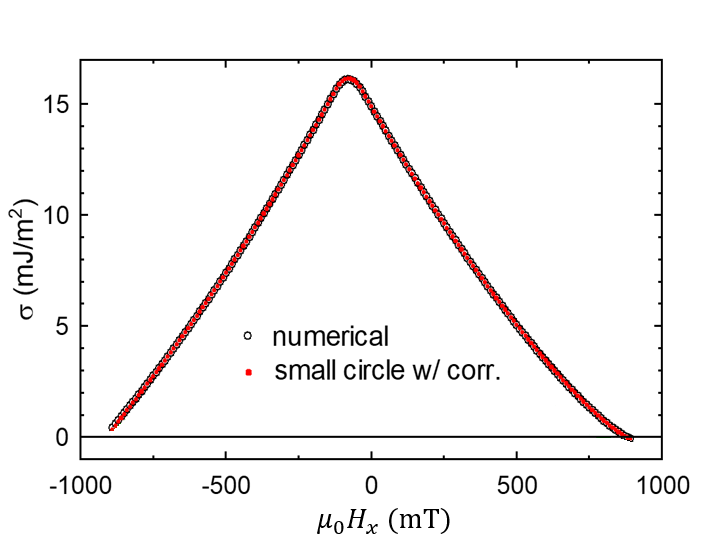 15
10
5
0
σ (mJ/m²)
numerical
small circle w/ corr.
-1000 -500 0 500 1000
μ₀Hₓ (mT)